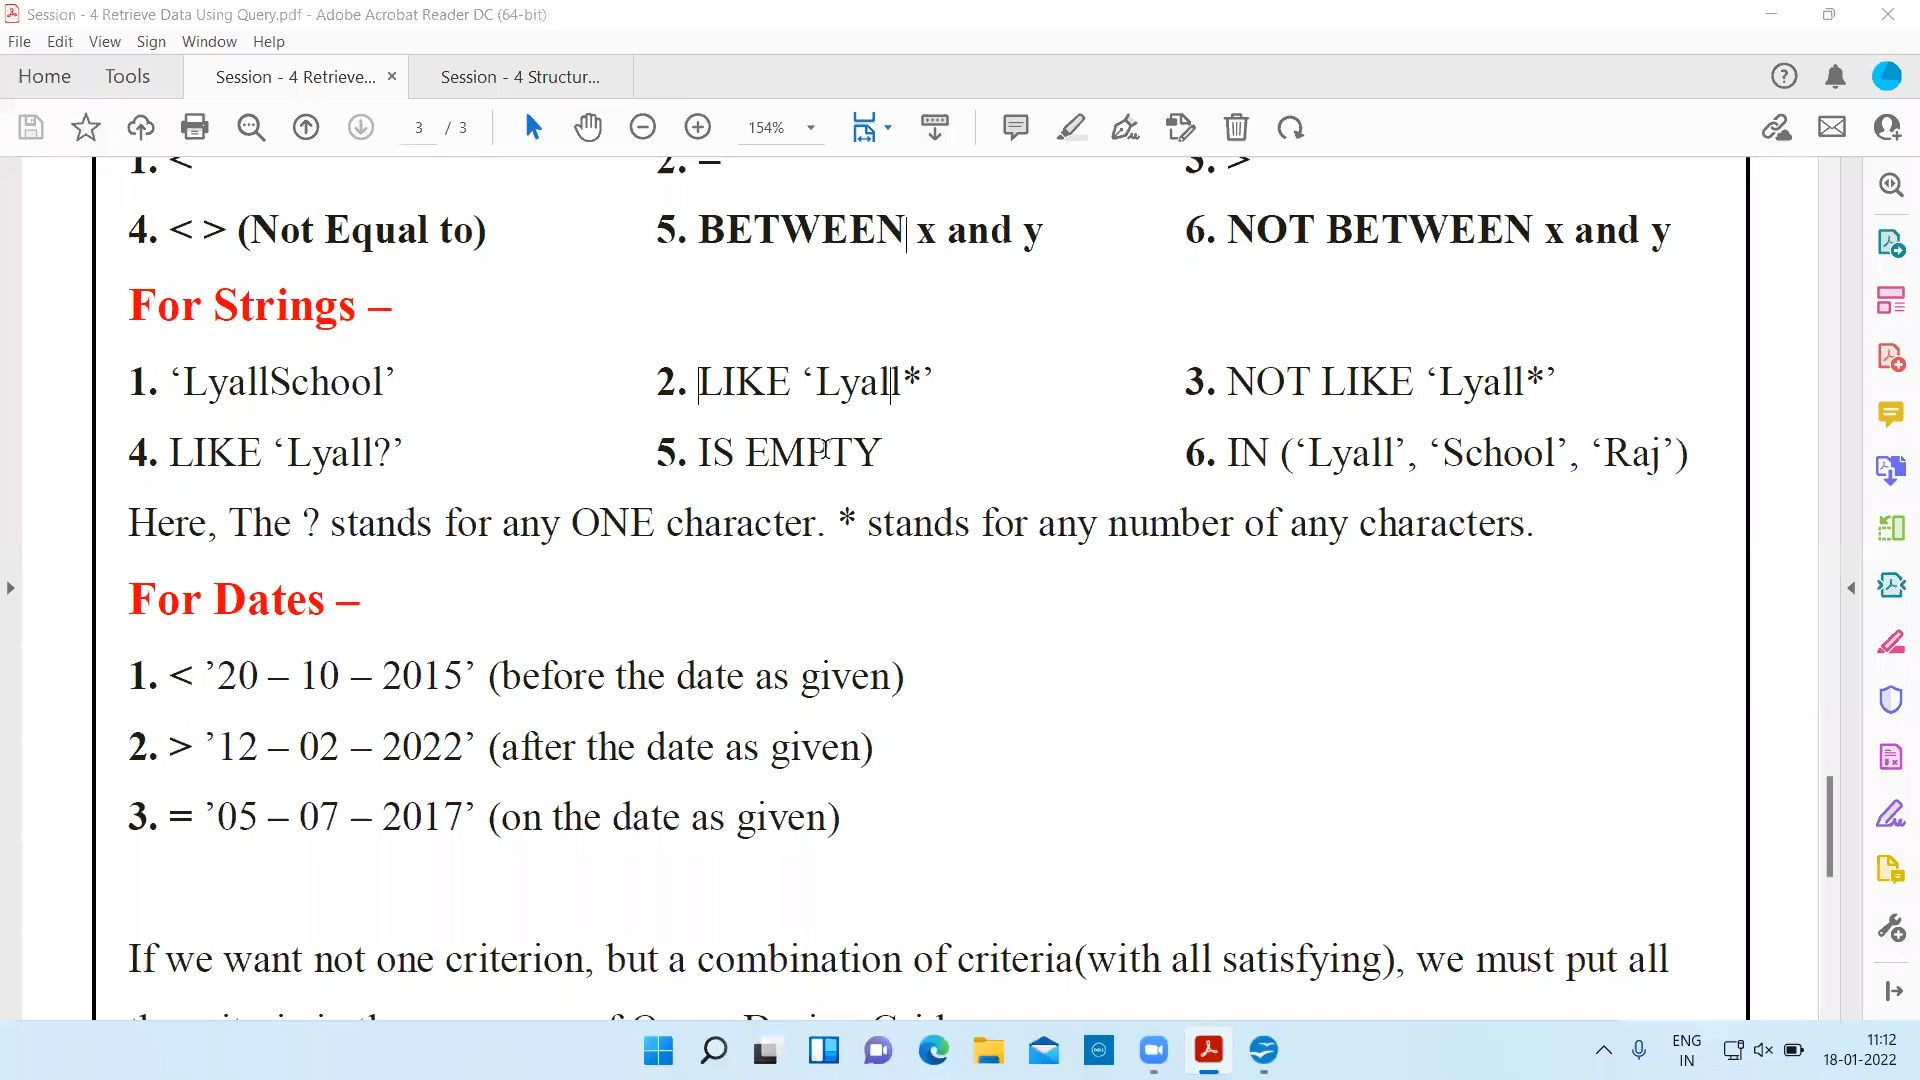 Session - 4 Retrieve Data Using Query.pdf - Adobe Acrobat Reader DC (64-bit)
File Edit View Sign Window Help
Home Tools Session - 4 Retrieve... × Session - 4 Structur...
3 / 3 154%
1. < 2. = 3. >
4. < > (Not Equal to) 5. BETWEEN x and y 6. NOT BETWEEN x and y
For Strings –
1. ‘LyallSchool’ 2. LIKE ‘Lyall*’ 3. NOT LIKE ‘Lyall*’
4. LIKE ‘Lyall?’ 5. IS EMPTY 6. IN (‘Lyall’, ‘School’, ‘Raj’)
Here, The ? stands for any ONE character. * stands for any number of any characters.
For Dates –
1. < ’20 – 10 – 2015’ (before the date as given)
2. > ’12 – 02 – 2022’ (after the date as given)
3. = ’05 – 07 – 2017’ (on the date as given)
If we want not one criterion, but a combination of criteria(with all satisfying), we must put all
ENG
IN
11:12
18-01-2022